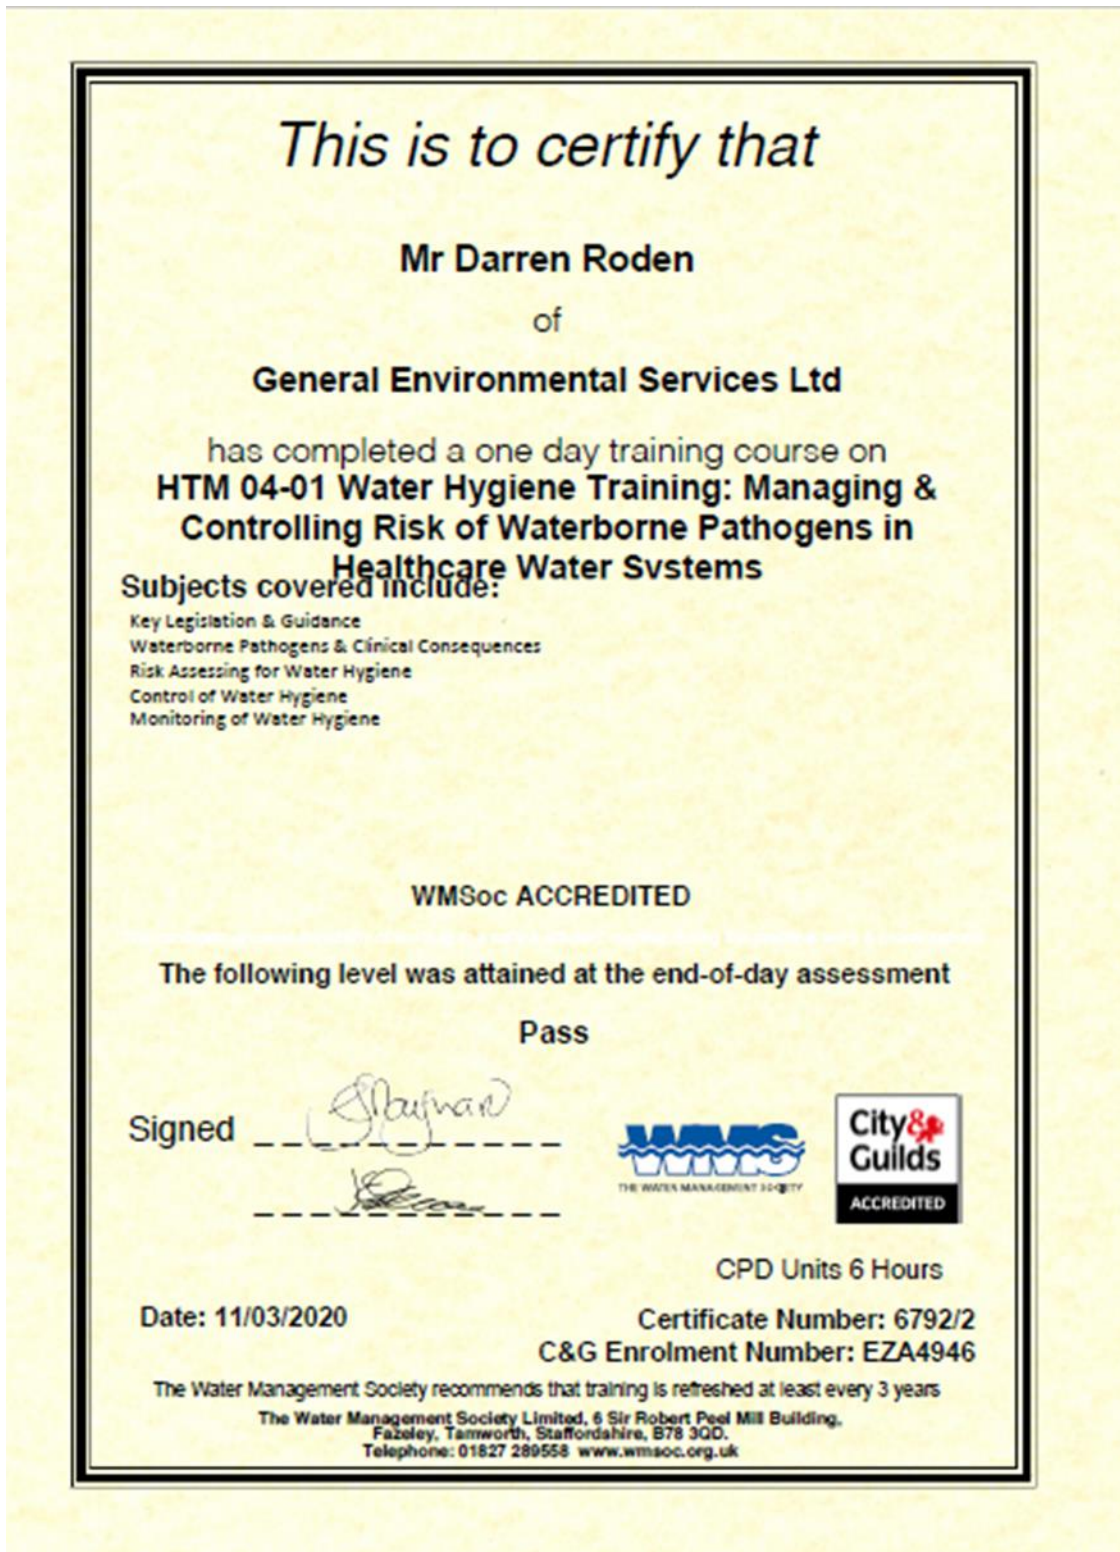 This is to certify that
Mr Darren Roden
of
General Environmental Services Ltd
has completed a one day training course on
HTM 04-01 Water Hygiene Training: Managing &
Controlling Risk of Waterborne Pathogens in
Healthcare Water Systems
Subjects covered include:
Key Legislation & Guidance
Waterborne Pathogens & Clinical Consequences
Risk Assessing for Water Hygiene
Control of Water Hygiene
Monitoring of Water Hygiene
WMSoc ACCREDITED
The following level was attained at the end-of-day assessment
Pass
Signed
WMS
THE WATER MANAGEMENT SOCIETY
City&
Guilds
ACCREDITED
CPD Units 6 Hours
Date: 11/03/2020
Certificate Number: 6792/2
C&G Enrolment Number: EZA4946
The Water Management Society recommends that training is refreshed at least every 3 years
The Water Management Society Limited, 6 Sir Robert Peel Mill Building,
Fazeley, Tamworth, Staffordshire, B78 3QD.
Telephone: 01827 289558 www.wmsoc.org.uk